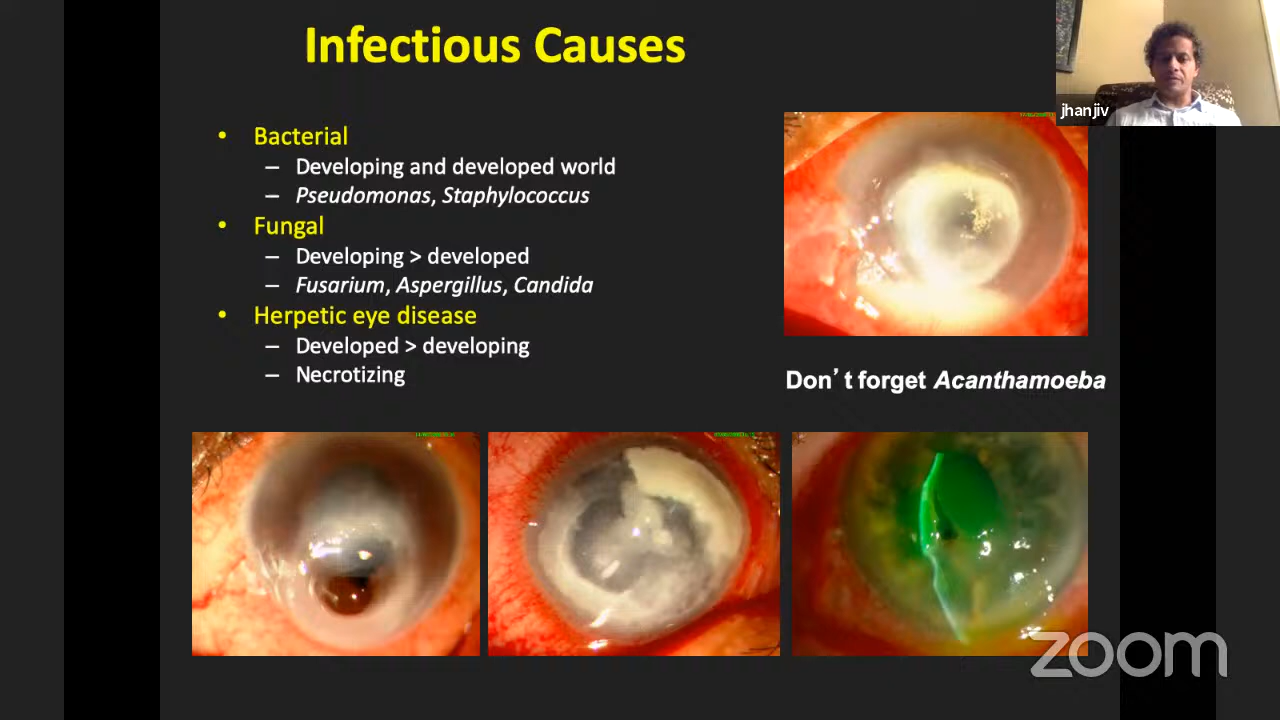 Infectious Causes
jhanjiv
• Bacterial
– Developing and developed world
– Pseudomonas, Staphylococcus
• Fungal
– Developing > developed
– Fusarium, Aspergillus, Candida
• Herpetic eye disease
– Developed > developing
– Necrotizing
Don’t forget Acanthamoeba
zoom